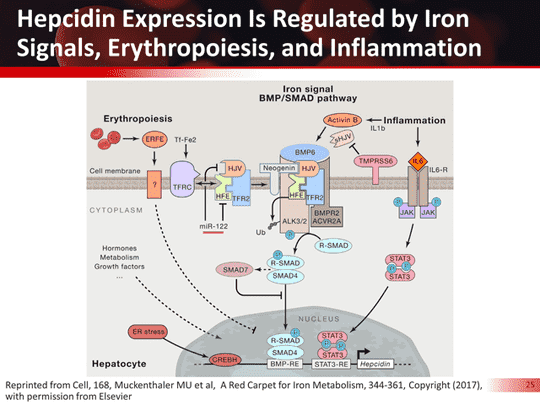 Hepcidin Expression Is Regulated by Iron
Signals, Erythropoiesis, and Inflammation
Iron signal
BMP/SMAD pathway
Erythropoiesis
Inflammation
Activin B
IL1b
ERFE
Tf-Fe2
sHJV
BMP6
TMPRSS6
IL6
IL6-R
Cell membrane
?
TFRC
HJV
HFE
TFR2
Neogenin
HJV
HFE
TFR2
CYTOPLASM
miR-122
Ub
ALK3/2
BMPR2
ACVR2A
P
JAK
JAK
P
Hormones
Metabolism
Growth factors
...
R-SMAD
P
R-SMAD
SMAD4
SMAD7
P
STAT3
STAT3
P
NUCLEUS
ER stress
CREBH
P
R-SMAD
SMAD4
BMP-RE
STAT3
P
STAT3
P
STAT3-RE
Hepcidin
Hepatocyte
Reprinted from Cell, 168, Muckenthaler MU et al, A Red Carpet for Iron Metabolism, 344-361, Copyright (2017),
with permission from Elsevier
25